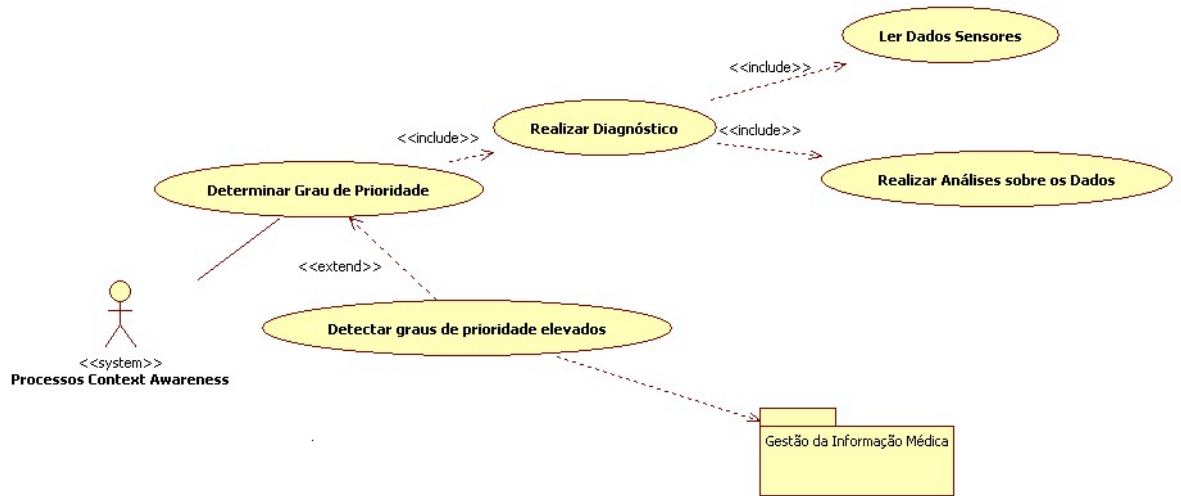 Ler Dados Sensores
<<include>>
Realizar Diagnóstico
<<include>>
<<include>>
Determinar Grau de Prioridade
Realizar Análises sobre os Dados
<<extend>>
Detectar graus de prioridade elevados
<<system>>
Processos Context Awareness
Gestão da Informação Médica